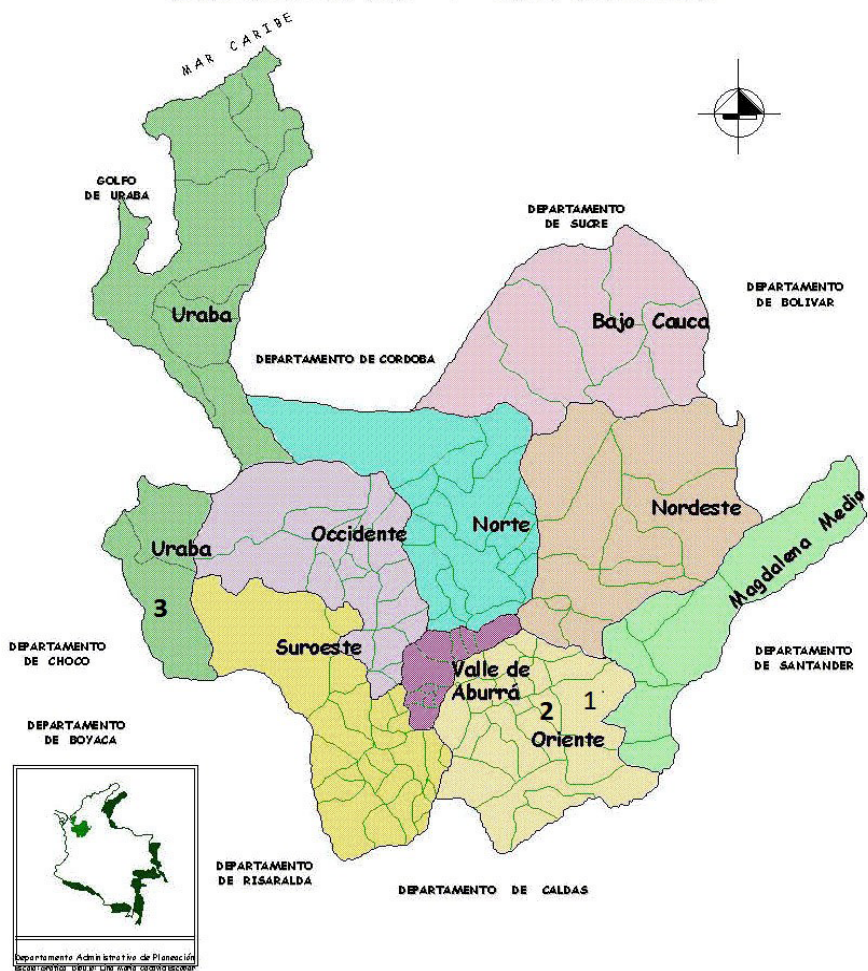 MAR CARIBE
GOLFO
DE URABA
DEPARTAMENTO
DE SUCRE
DEPARTAMENTO
DE BOLIVAR
Uraba
Bajo Cauca
DEPARTAMENTO DE CORDOBA
Nordeste
Magdalena Medio
Occidente
Norte
Uraba
3
Suroeste
DEPARTAMENTO
DE CHOCO
DEPARTAMENTO
DE SANTANDER
Valle de
Aburrá
2
1
Oriente
DEPARTAMENTO
DE BOYACA
DEPARTAMENTO
DE RISARALDA
DEPARTAMENTO DE CALDAS
Departamento Administrativo de Planeación